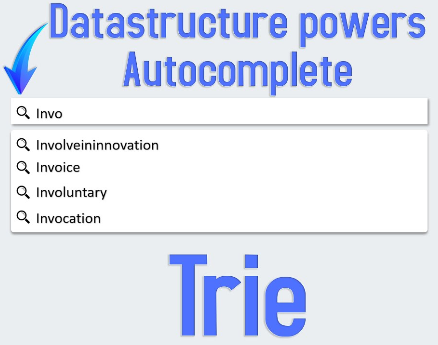 Datastructure powers
Autocomplete
Invo
Involveininnovation
Invoice
Involuntary
Invocation
Trie